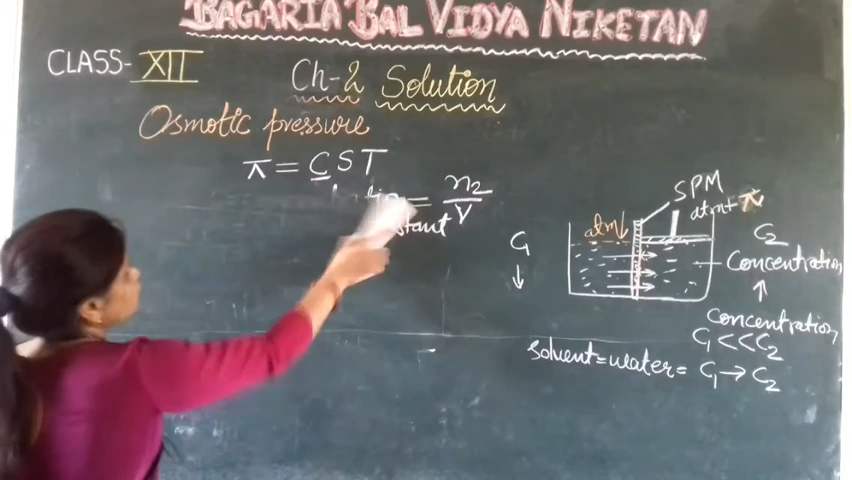 BAGARIA BAL VIDYA NIKETAN
CLASS- XII
Ch-2 Solution
Osmotic pressure
π = CST
= n2/V
SPM
atm↓
atm + π
C1
↓
C2
Concentration
↑
Concentration
C1 << C2
Solvent = water = C1 → C2